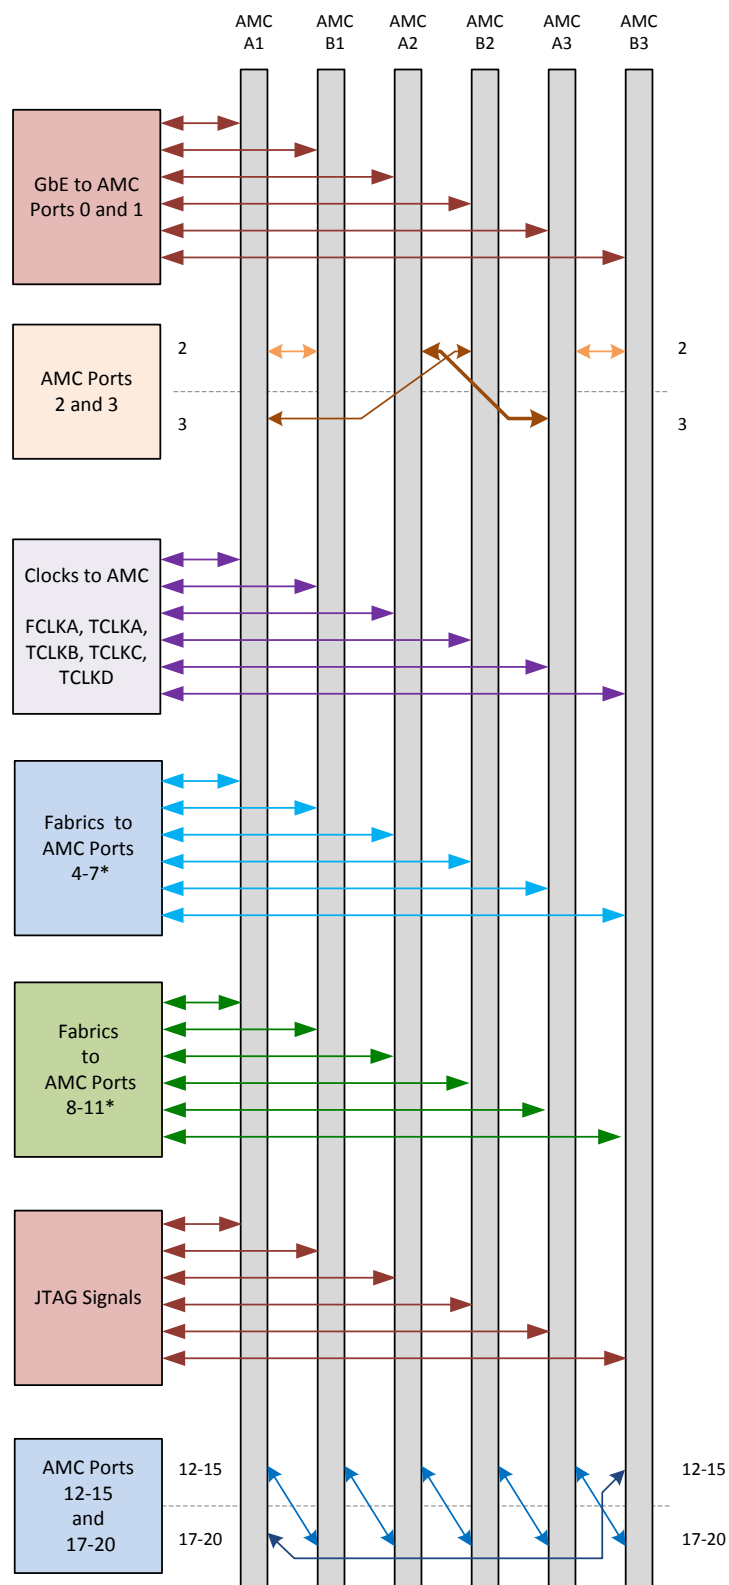 AMC AMC AMC AMC AMC AMC
A1 B1 A2 B2 A3 B3
GbE to AMC
Ports 0 and 1
2 2
AMC Ports
2 and 3
3 3
Clocks to AMC
FCLKA, TCLKA,
TCLKB, TCLKC,
TCLKD
Fabrics to
AMC Ports
4-7*
Fabrics
to
AMC Ports
8-11*
JTAG Signals
AMC Ports
12-15
and
17-20
12-15 12-15
17-20 17-20